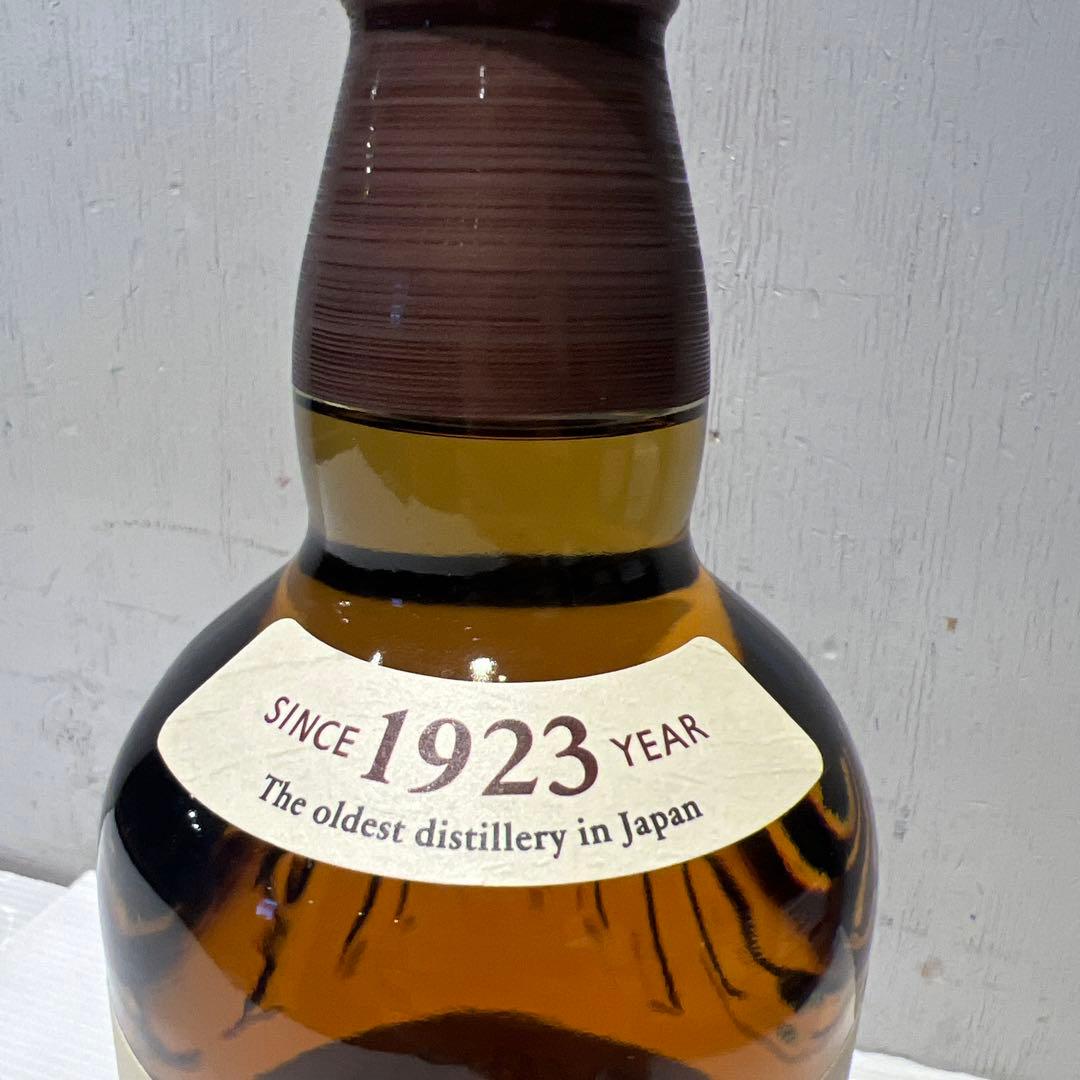 SINCE 1923 YEAR
The oldest distillery in Japan